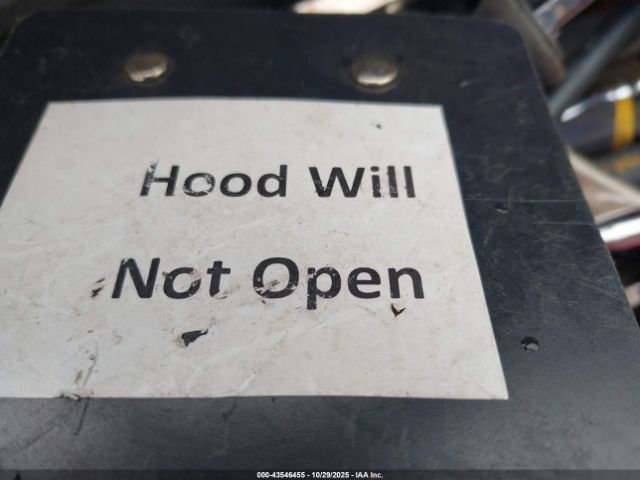 Hood Will
Not Open
000-43546455 - 10/29/2025 - IAA Inc.